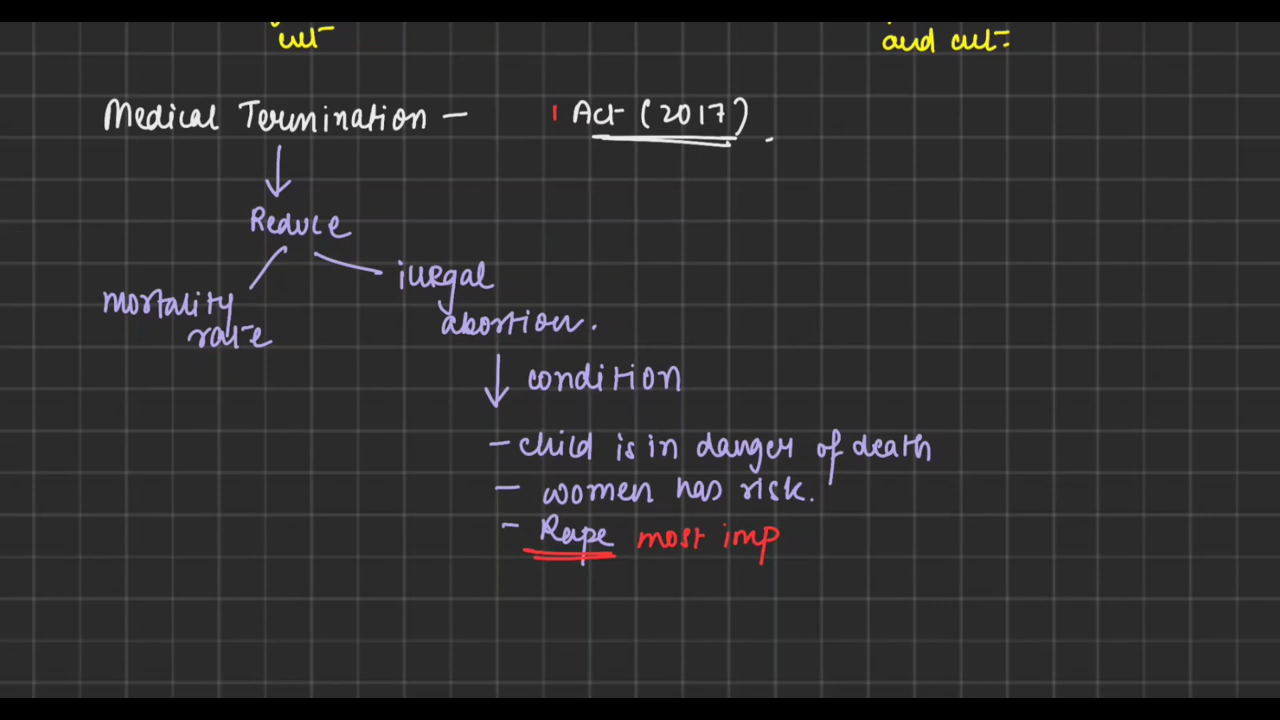 cut
and cut
Medical Termination - Act (2017)
Reduce
mortality
rate
illegal
abortion.
condition
- child is in danger of death
- women has risk.
- Rape most imp